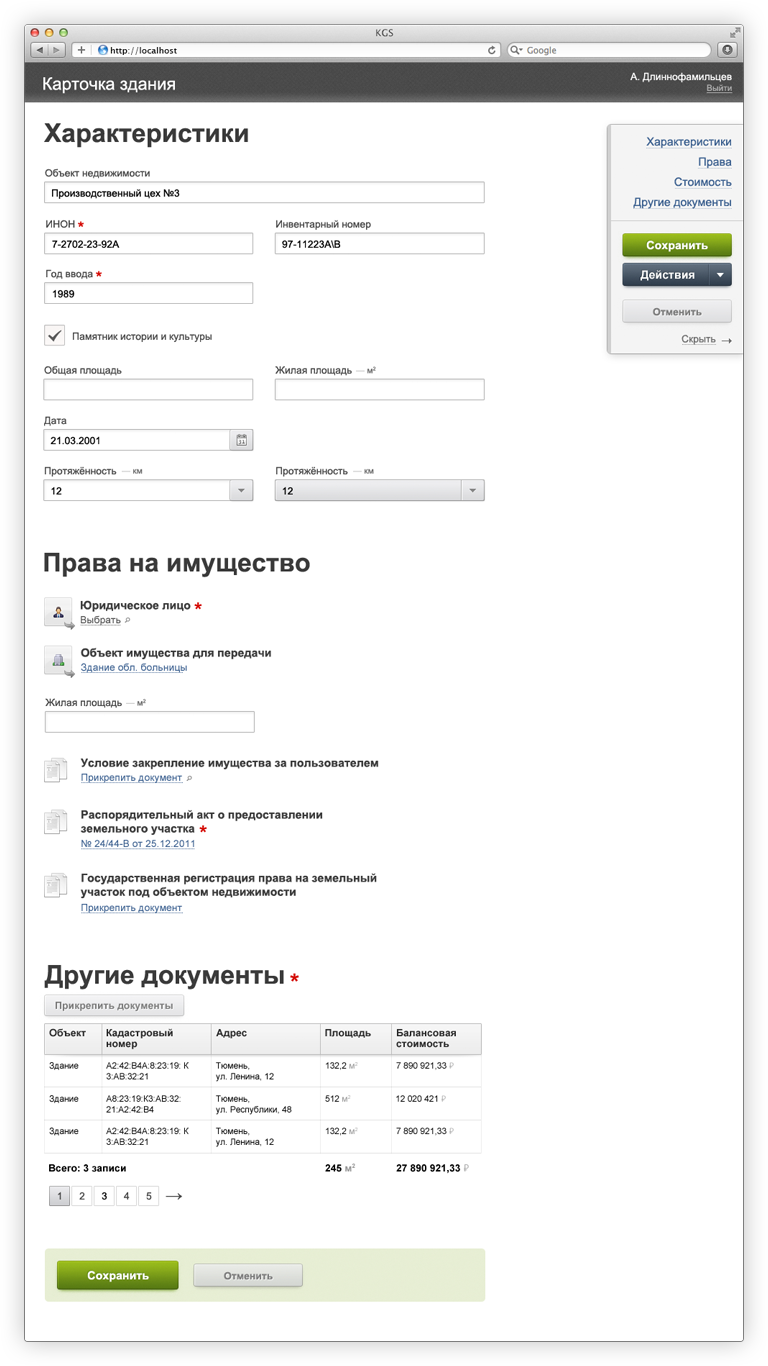 KGS
http://localhost
Google
Карточка здания
А. Длиннофамильцев
Выйти
Характеристики
Объект недвижимости
Производственный цех №3
ИНОН *
Инвентарный номер
7-2702-23-92A
97-11223A\B
Год ввода *
1989
Памятник истории и культуры
Общая площадь
Жилая площадь — м²
Дата
21.03.2001
Протяжённость — км
Протяжённость — км
12
12
Характеристики
Права
Стоимость
Другие документы
Сохранить
Действия
Отменить
Скрыть →
Права на имущество
Юридическое лицо *
Выбрать
Объект имущества для передачи
Здание обл. больницы
Жилая площадь — м²
Условие закрепление имущества за пользователем
Прикрепить документ
Распорядительный акт о предоставлении
земельного участка *
№ 24/44-В от 25.12.2011
Государственная регистрация права на земельный
участок под объектом недвижимости
Прикрепить документ
Другие документы *
Прикрепить документы
Объект Кадастровый номер Адрес Площадь Балансовая стоимость
Здание A2:42:B4A:8:23:19: К Тюмень, 132,2 м² 7 890 921,33 ₽
3:AB:32:21 ул. Ленина, 12
Здание A8:23:19:К3:AB:32: Тюмень, 512 м² 12 020 421 ₽
21:A2:42:B4 ул. Республики, 48
Здание A2:42:B4A:8:23:19: К Тюмень, 132,2 м² 7 890 921,33 ₽
3:AB:32:21 ул. Ленина, 12
Всего: 3 записи 245 м² 27 890 921,33 ₽
1 2 3 4 5 →
Сохранить
Отменить